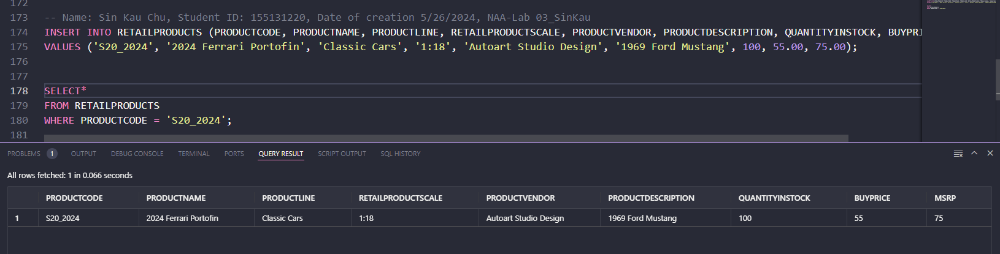 172
173 -- Name: Sin Kau Chu, Student ID: 155131220, Date of creation 5/26/2024, NAA-Lab 03_SinKau
174 INSERT INTO RETAILPRODUCTS (PRODUCTCODE, PRODUCTNAME, PRODUCTLINE, RETAILPRODUCTSCALE, PRODUCTVENDOR, PRODUCTDESCRIPTION, QUANTITYINSTOCK, BUYPRI
175 VALUES ('S20_2024', '2024 Ferrari Portofin', 'Classic Cars', '1:18', 'Autoart Studio Design', '1969 Ford Mustang', 100, 55.00, 75.00);
176
177
178 SELECT*
179 FROM RETAILPRODUCTS
180 WHERE PRODUCTCODE = 'S20_2024';
181
PROBLEMS 1 OUTPUT DEBUG CONSOLE TERMINAL PORTS QUERY RESULT SCRIPT OUTPUT SQL HISTORY
All rows fetched: 1 in 0.066 seconds
PRODUCTCODE PRODUCTNAME PRODUCTLINE RETAILPRODUCTSCALE PRODUCTVENDOR PRODUCTDESCRIPTION QUANTITYINSTOCK BUYPRICE MSRP
1 S20_2024 2024 Ferrari Portofin Classic Cars 1:18 Autoart Studio Design 1969 Ford Mustang 100 55 75